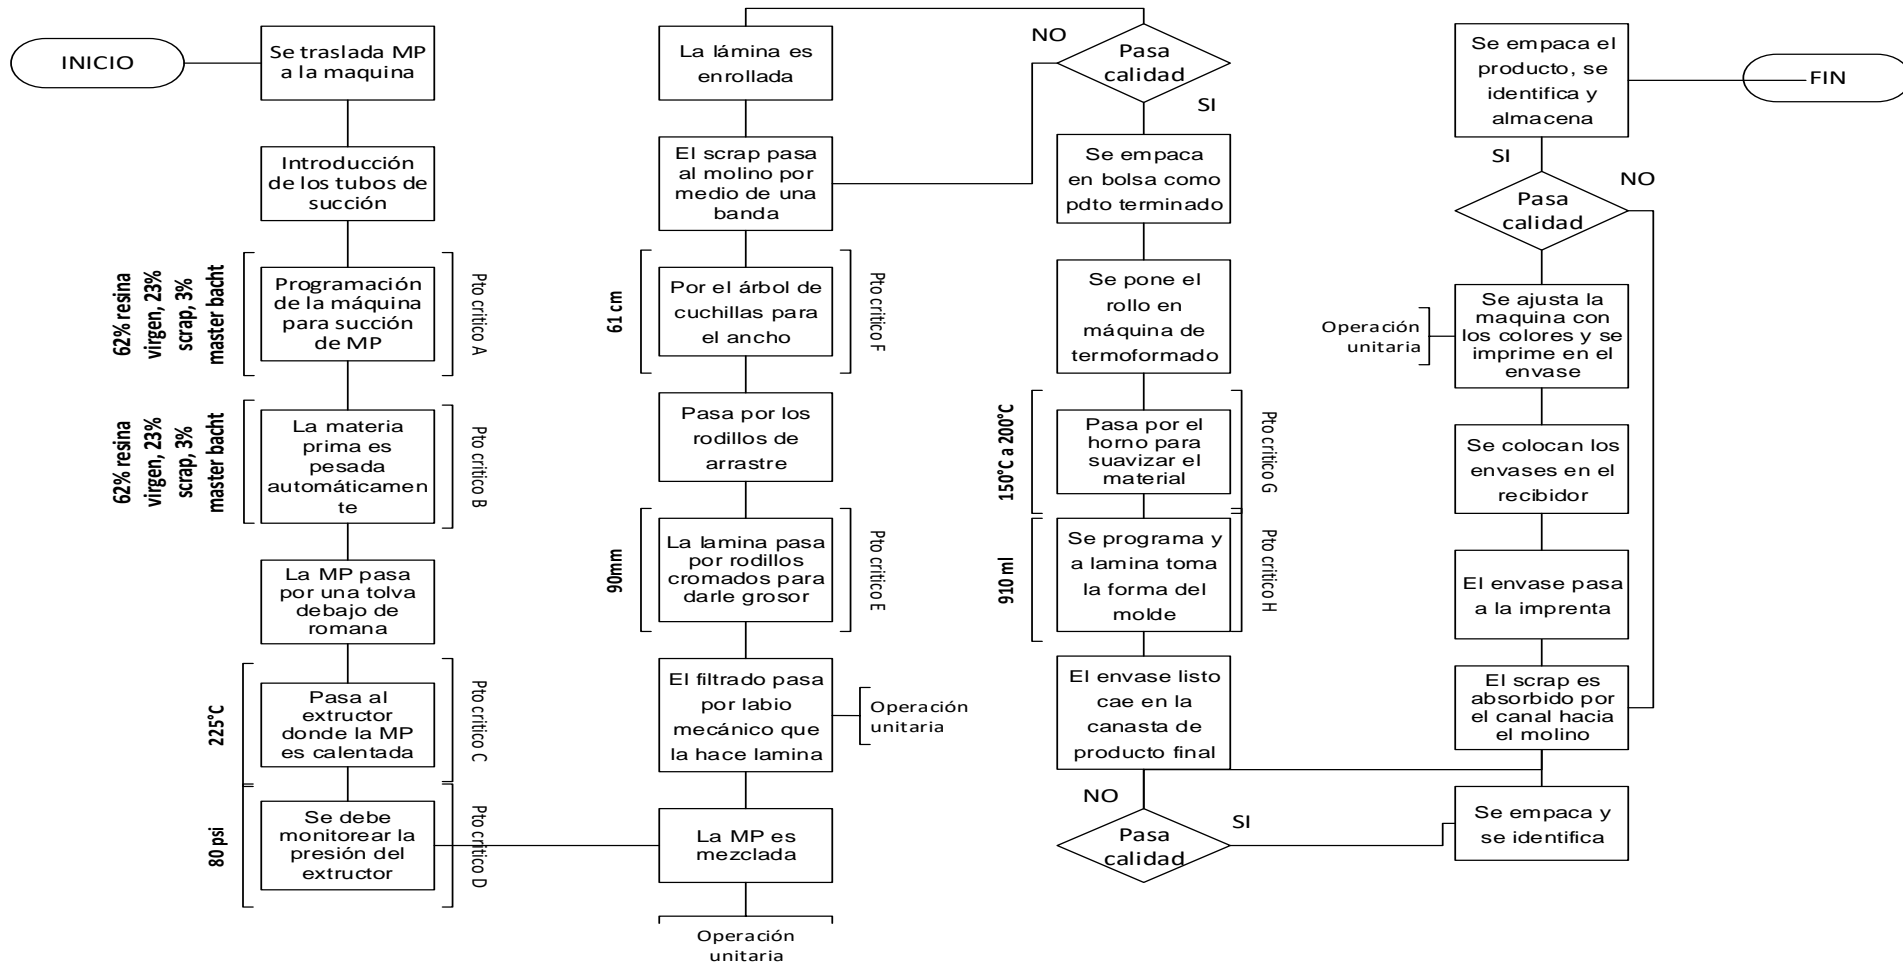 INICIO
Se traslada MP
a la maquina
Introducción
de los tubos de
succión
62% resina
virgen, 23%
scrap, 3%
master bacht
Programación
de la máquina
para succión
de MP
Pto critico A
62% resina
virgen, 23%
scrap, 3%
master bacht
La materia
prima es
pesada
automáticamen
te
Pto critico B
La MP pasa
por una tolva
debajo de
romana
225°C
Pasa al
extructor
donde la MP
es calentada
Pto critico C
80 psi
Se debe
monitorear la
presión del
extructor
Pto critico D
La MP es
mezclada
Operación
unitaria
El filtrado pasa
por labio
mecánico que
la hace lamina
Operación
unitaria
90mm
La lamina pasa
por rodillos
cromados para
darle grosor
Pto critico E
Pasa por los
rodillos de
arrastre
61 cm
Por el árbol de
cuchillas para
el ancho
Pto critico F
El scrap pasa
al molino por
medio de una
banda
La lámina es
enrollada
NO
Pasa
calidad
SI
Se empaca
en bolsa como
pdto terminado
Se pone el
rollo en
máquina de
termoformado
150°C a 200°C
Pasa por el
horno para
suavizar el
material
Pto critico G
910 ml
Se programa y
a lamina toma
la forma del
molde
Pto critico H
El envase listo
cae en la
canasta de
producto final
NO
Pasa
calidad
SI
Se empaca y
se identifica
El scrap es
absorbido por
el canal hacia
el molino
El envase pasa
a la imprenta
Se colocan los
envases en el
recibidor
Operación
unitaria
Se ajusta la
maquina con
los colores y se
imprime en el
envase
Pasa
calidad
NO
SI
Se empaca el
producto, se
identifica y
almacena
FIN